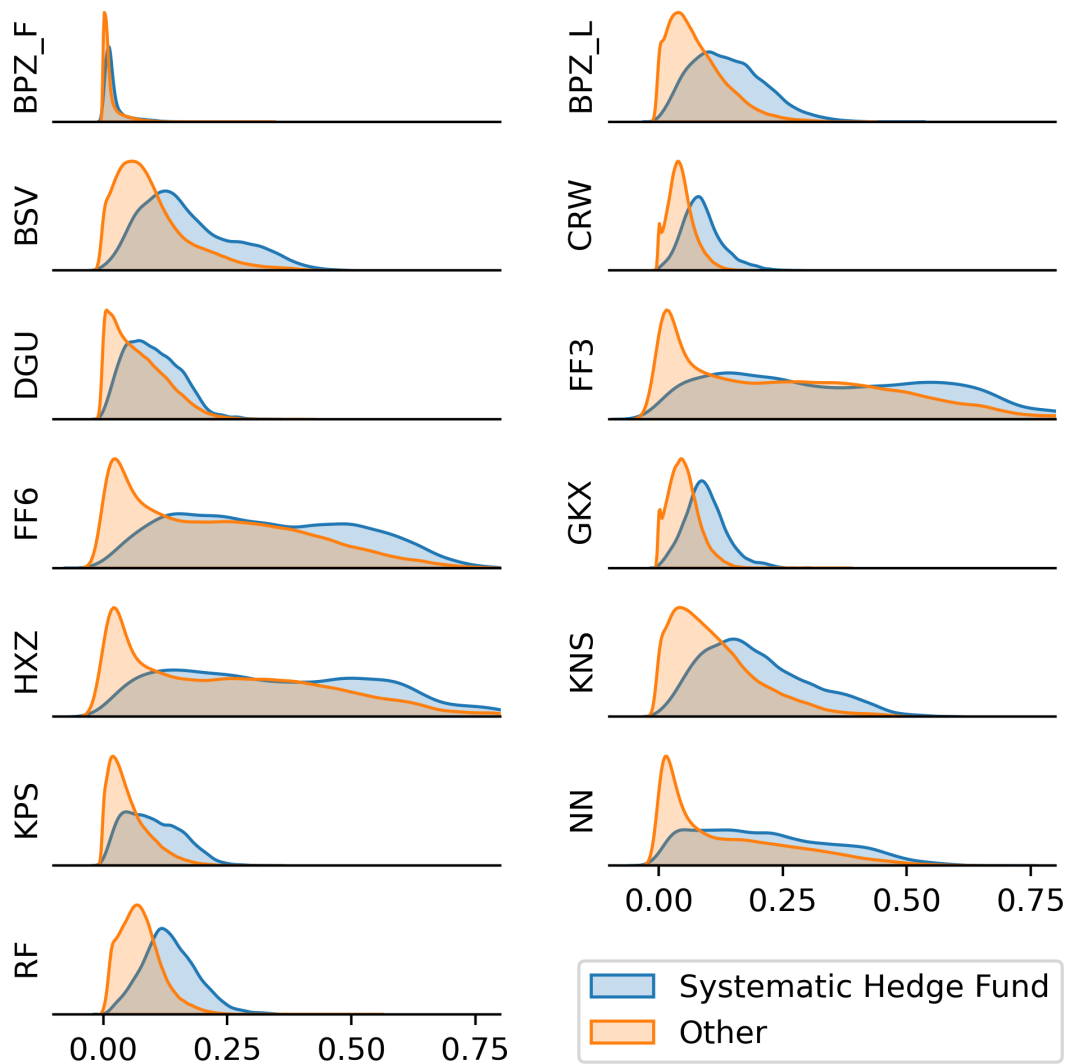 BPZ_F
BPZ_L
BSV
CRW
DGU
FF3
FF6
GKX
HXZ
KNS
KPS
NN
0.00 0.25 0.50 0.75
RF
Systematic Hedge Fund
Other
0.00 0.25 0.50 0.75